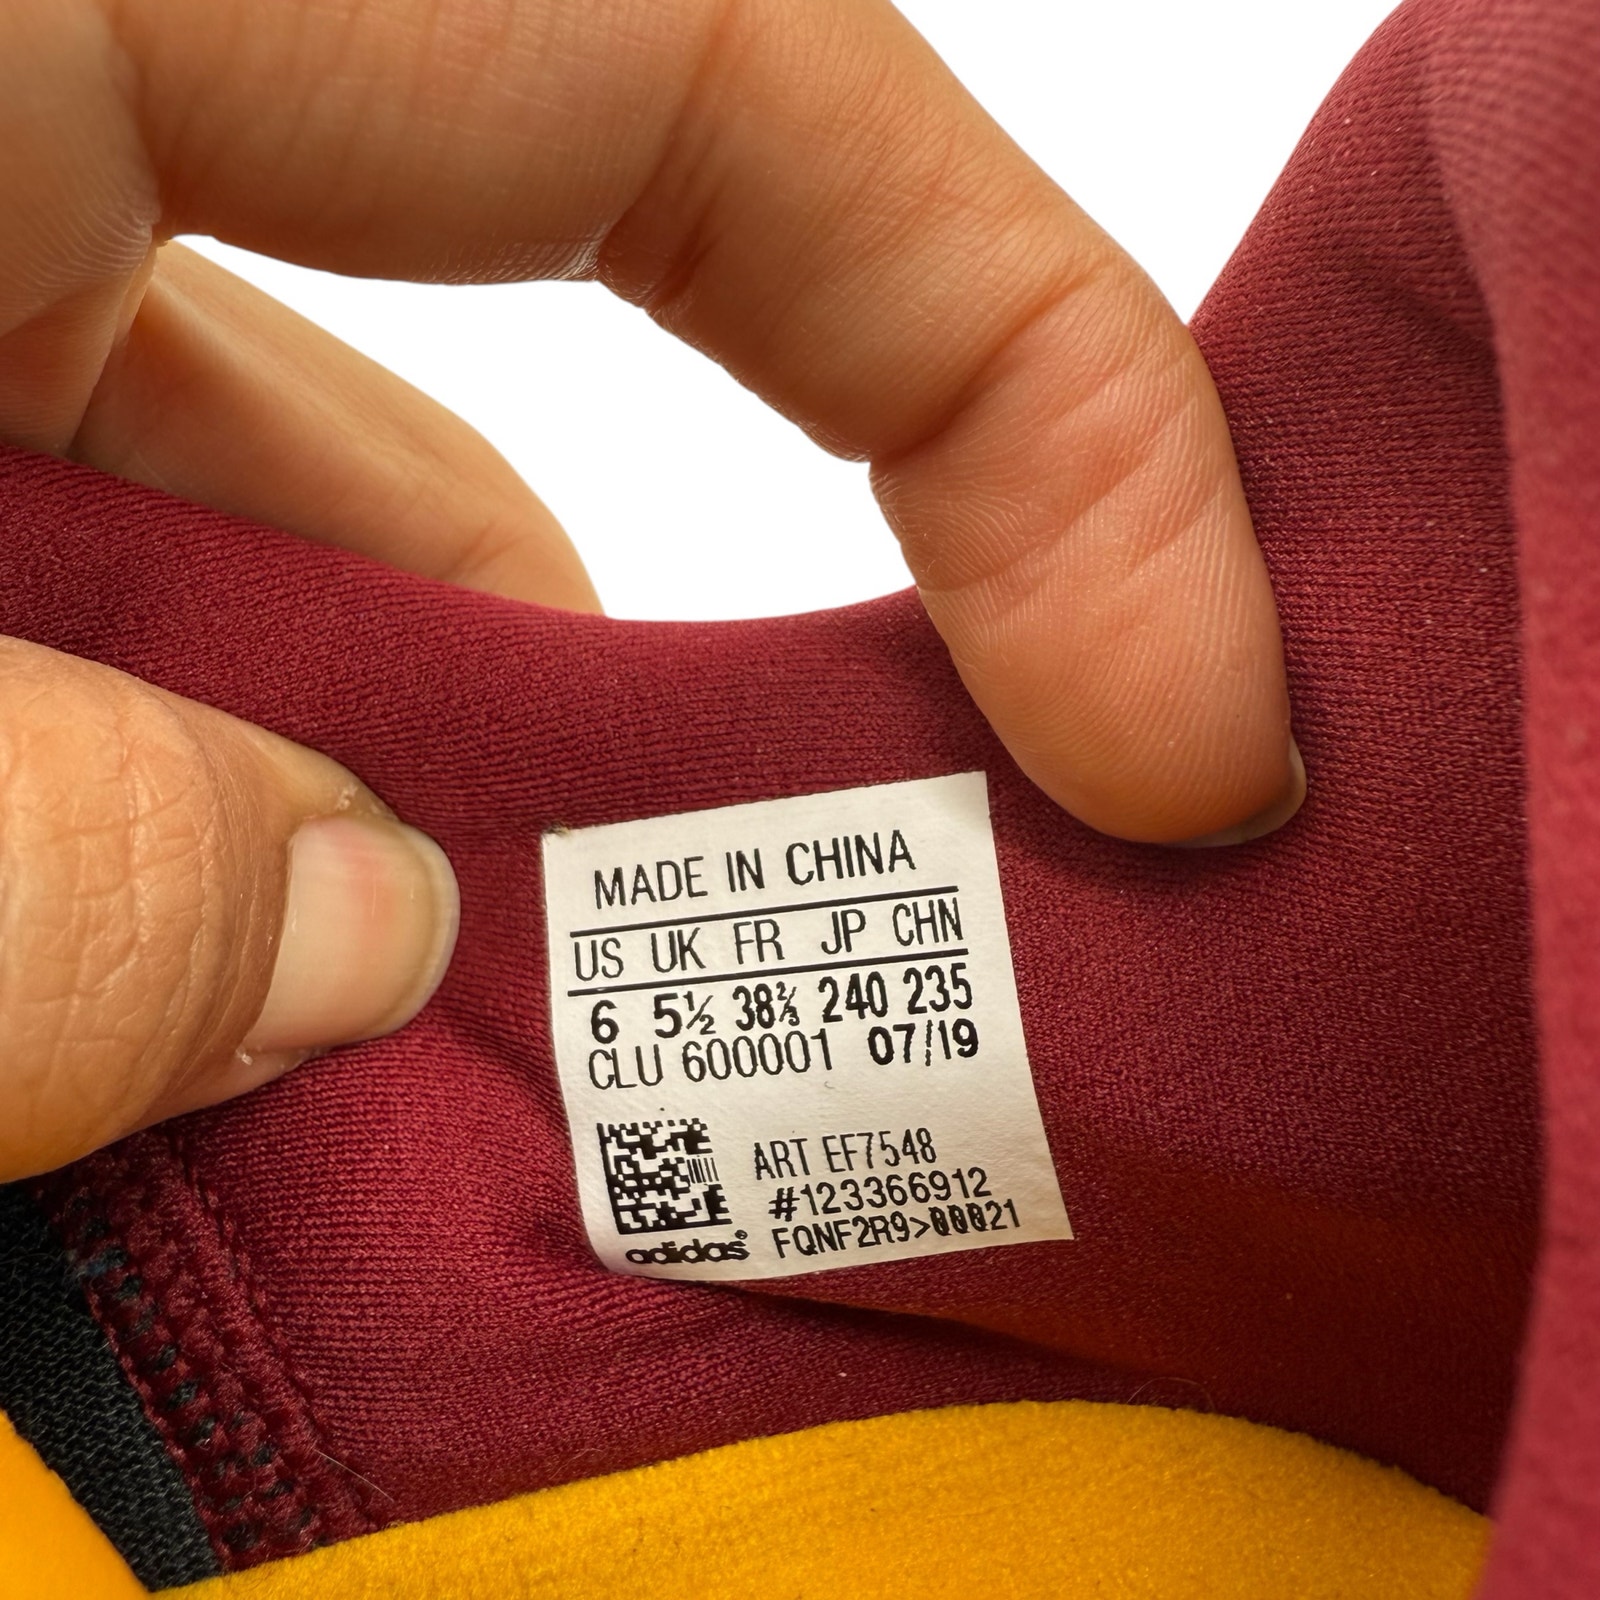 MADE IN CHINA
US UK FR JP CHN
6 5½ 38⅔ 240 235
CLU 600001 07/19
ART EF7548
#123366912
FQNF2R9>00021
adidas®